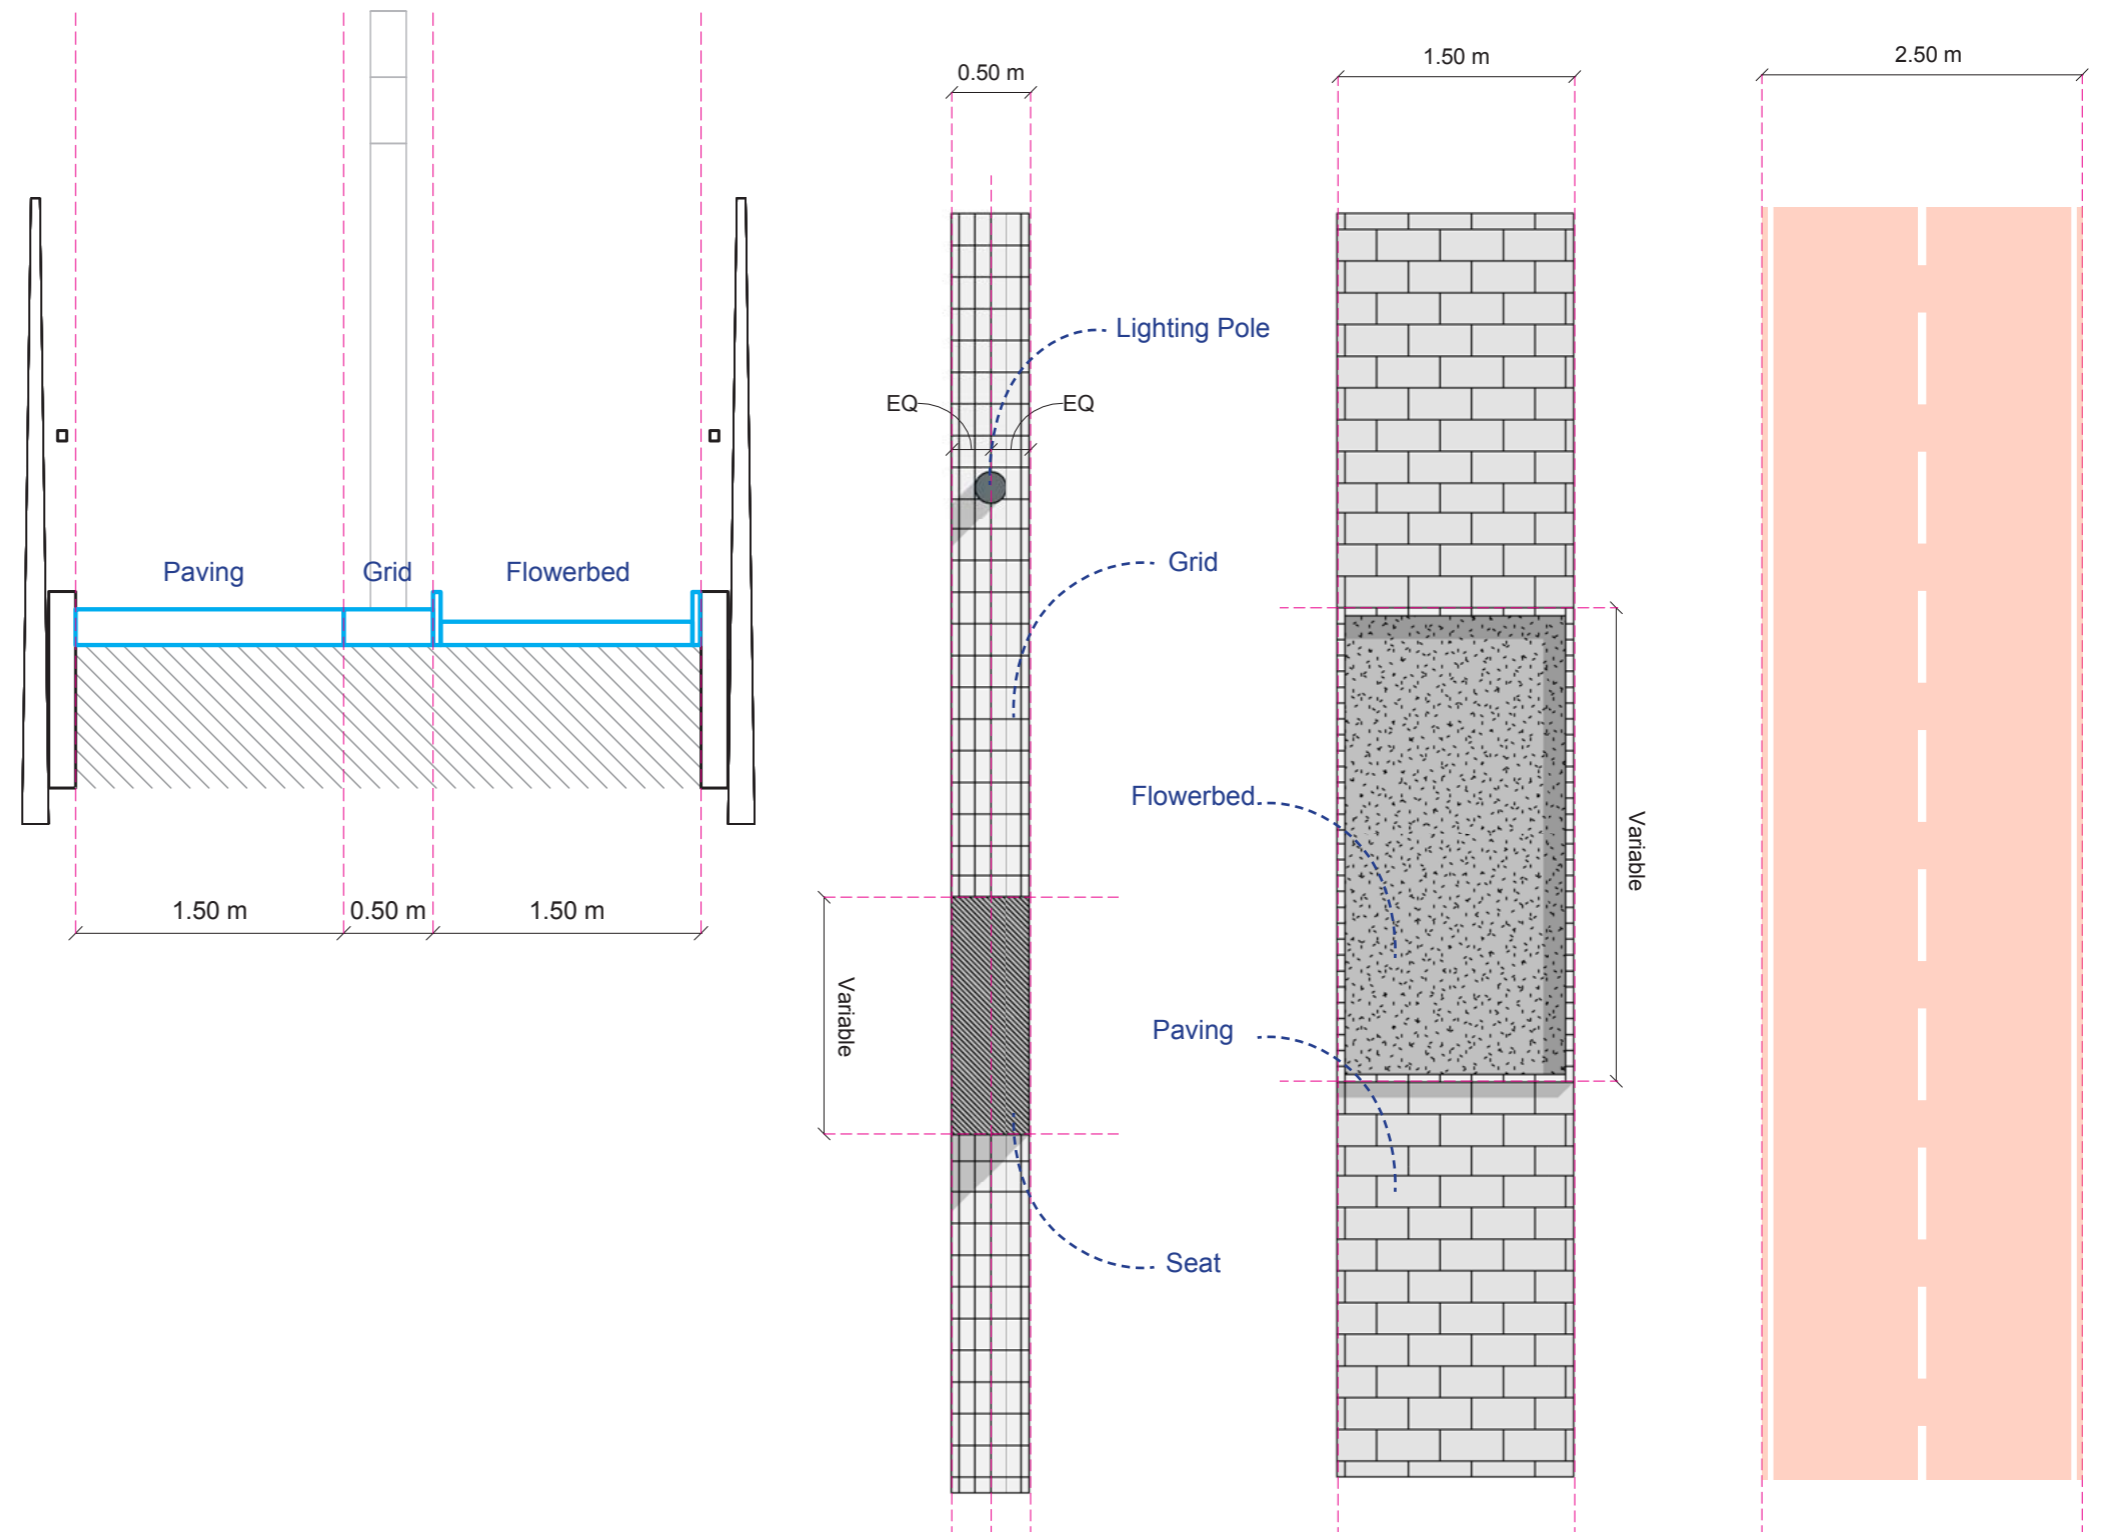 Paving
Grid
Flowerbed
1.50 m
0.50 m
1.50 m
0.50 m
Lighting Pole
EQ
EQ
Grid
Variable
Seat
1.50 m
Flowerbed
Paving
Variable
2.50 m